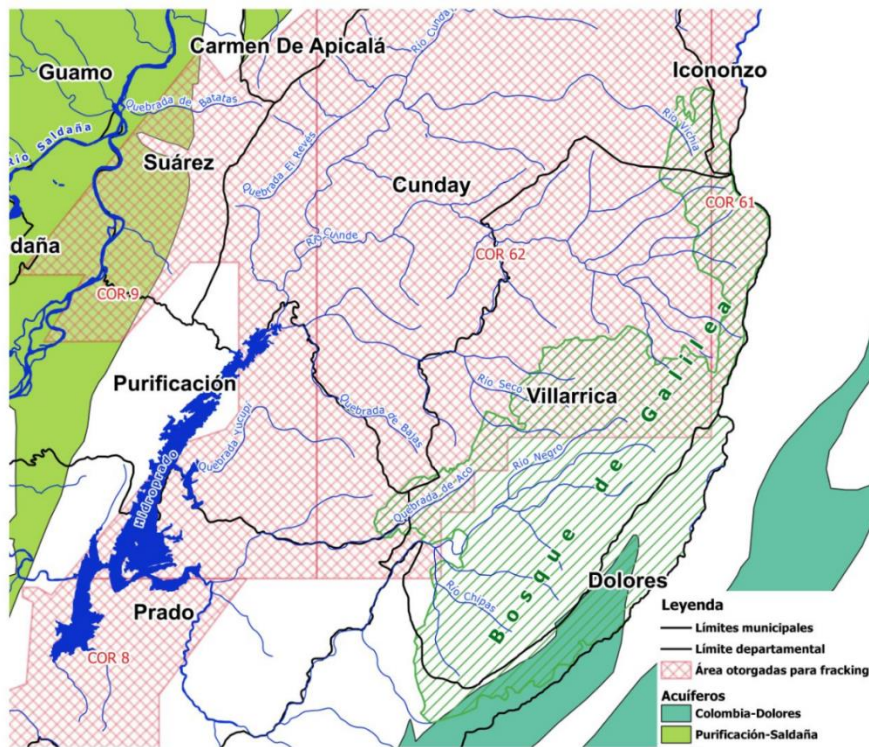 Carmen De Apicalá
Guamo
Río Cunday
Icononzo
Quebrada de Batatas
Río Saldaña
Suárez
Quebrada El Revés
Río Vichía
Cunday
COR 61
daña
Río Cunde
COR 62
COR 9
Purificación
Río Seco
Villarrica
Bosque de Galilea
Quebrada Yucupí
Quebrada de Bajas
Río Negro
Quebrada de Aco
Hidroprado
Dolores
Río Chipas
Prado
COR 8
Leyenda
Límites municipales
Límite departamental
Área otorgadas para fracking
Acuíferos
Colombia-Dolores
Purificación-Saldaña